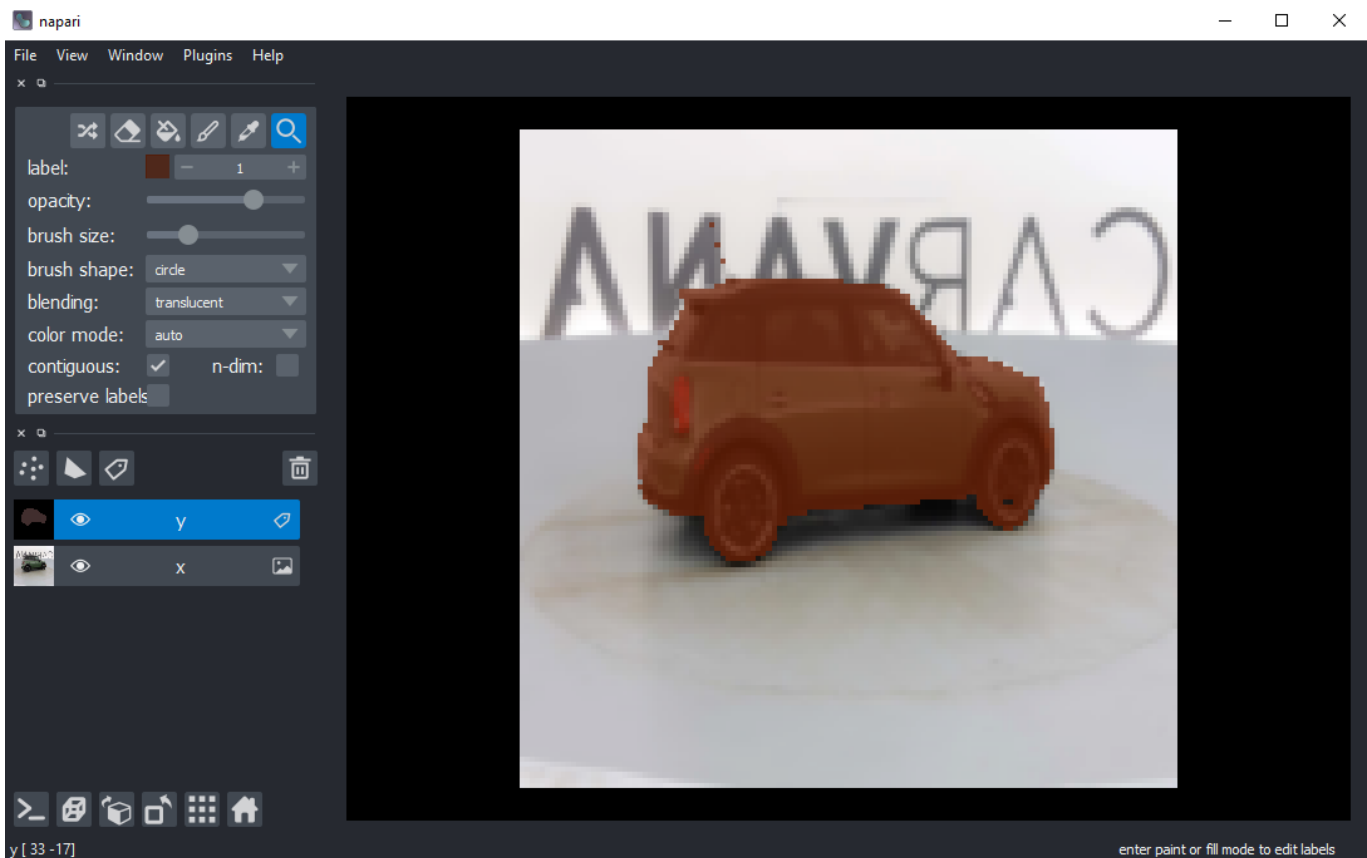 napari
File View Window Plugins Help
label: 1
opacity:
brush size:
brush shape: circle
blending: translucent
color mode: auto
contiguous: n-dim:
preserve labels
y
x
CARVANA
y [ 33 -17]
enter paint or fill mode to edit labels